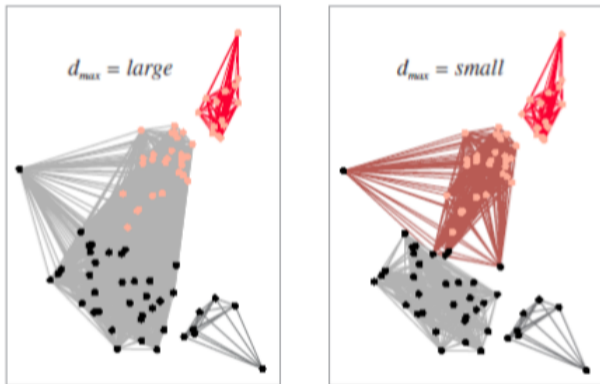 d_max = large
d_max = small